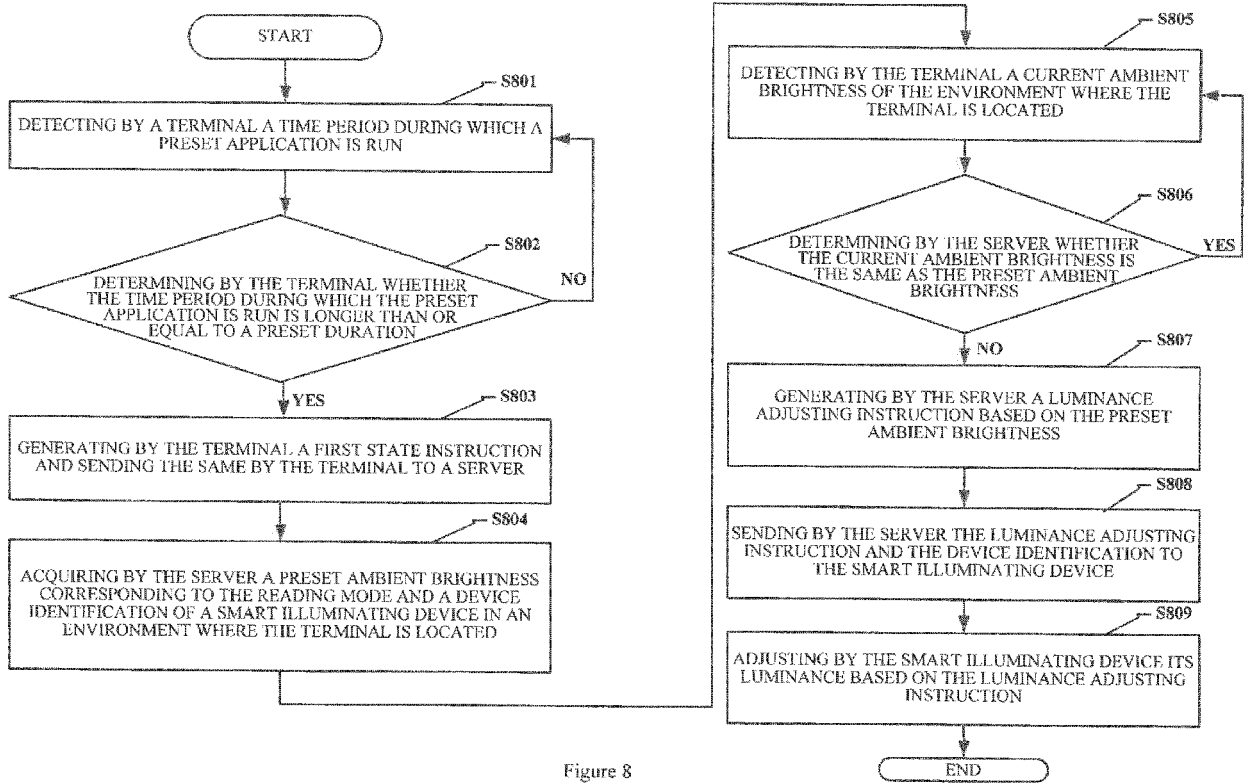 START
S801
DETECTING BY A TERMINAL A TIME PERIOD DURING WHICH A
PRESET APPLICATION IS RUN
S802
DETERMINING BY THE TERMINAL WHETHER
THE TIME PERIOD DURING WHICH THE PRESET
APPLICATION IS RUN IS LONGER THAN OR
EQUAL TO A PRESET DURATION
NO
YES
S803
GENERATING BY THE TERMINAL A FIRST STATE INSTRUCTION
AND SENDING THE SAME BY THE TERMINAL TO A SERVER
S804
ACQUIRING BY THE SERVER A PRESET AMBIENT BRIGHTNESS
CORRESPONDING TO THE READING MODE AND A DEVICE
IDENTIFICATION OF A SMART ILLUMINATING DEVICE IN AN
ENVIRONMENT WHERE THE TERMINAL IS LOCATED
S805
DETECTING BY THE TERMINAL A CURRENT AMBIENT
BRIGHTNESS OF THE ENVIRONMENT WHERE THE
TERMINAL IS LOCATED
S806
DETERMINING BY THE SERVER WHETHER
THE CURRENT AMBIENT BRIGHTNESS IS
THE SAME AS THE PRESET AMBIENT
BRIGHTNESS
YES
NO
S807
GENERATING BY THE SERVER A LUMINANCE
ADJUSTING INSTRUCTION BASED ON THE PRESET
AMBIENT BRIGHTNESS
S808
SENDING BY THE SERVER THE LUMINANCE ADJUSTING
INSTRUCTION AND THE DEVICE IDENTIFICATION TO
THE SMART ILLUMINATING DEVICE
S809
ADJUSTING BY THE SMART ILLUMINATING DEVICE ITS
LUMINANCE BASED ON THE LUMINANCE ADJUSTING
INSTRUCTION
END
Figure 8